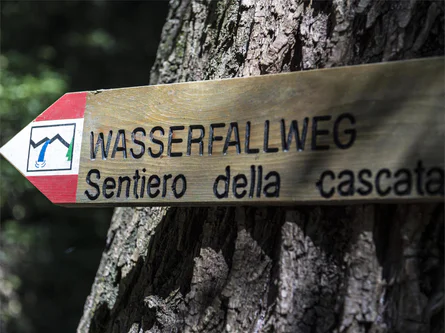 WASSERFALLWEG
Sentiero della cascata